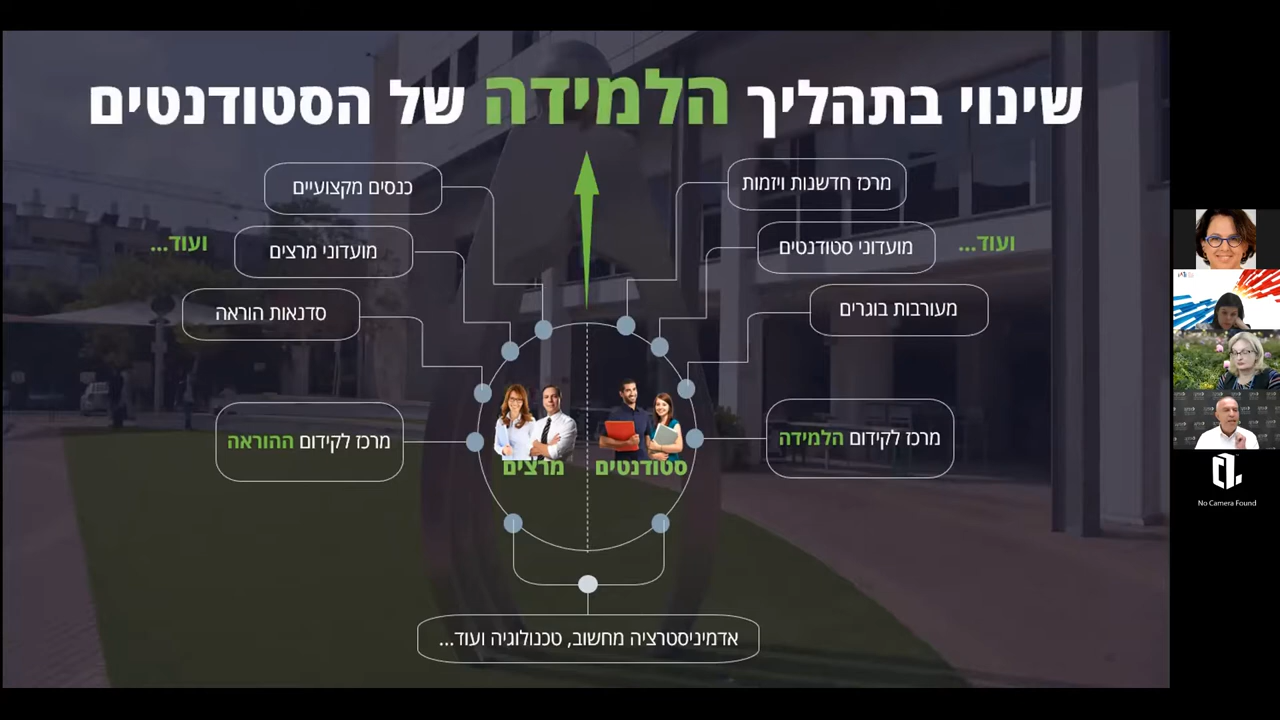 שינוי בתהליך הלמידה של הסטודנטים
מרכז חדשנות ויזמות
מועדוני סטודנטים
ועוד...
מעורבות בוגרים
מרכז לקידום הלמידה
כנסים מקצועיים
מועדוני מרצים
ועוד...
סדנאות הוראה
מרכז לקידום ההוראה
סטודנטים
מרצים
אדמיניסטרציה מחשוב, טכנולוגיה ועוד...
No Camera Found